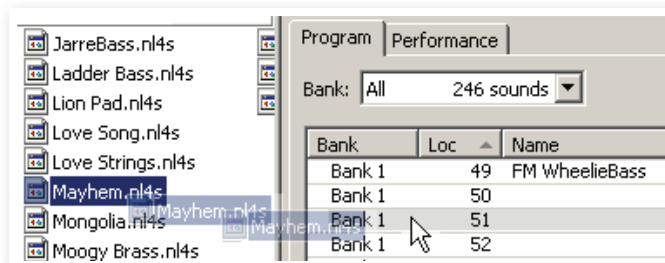 JarreBass.nl4s
Ladder Bass.nl4s
Lion Pad.nl4s
Love Song.nl4s
Love Strings.nl4s
Mayhem.nl4s
Mongolia.nl4s
Moogy Brass.nl4s
Mayhem.nl4s
Mayhem.nl4s
Program Performance
Bank: All 246 sounds
Bank Loc Name
Bank 1 49 FM WheelieBass
Bank 1 50
Bank 1 51
Bank 1 52